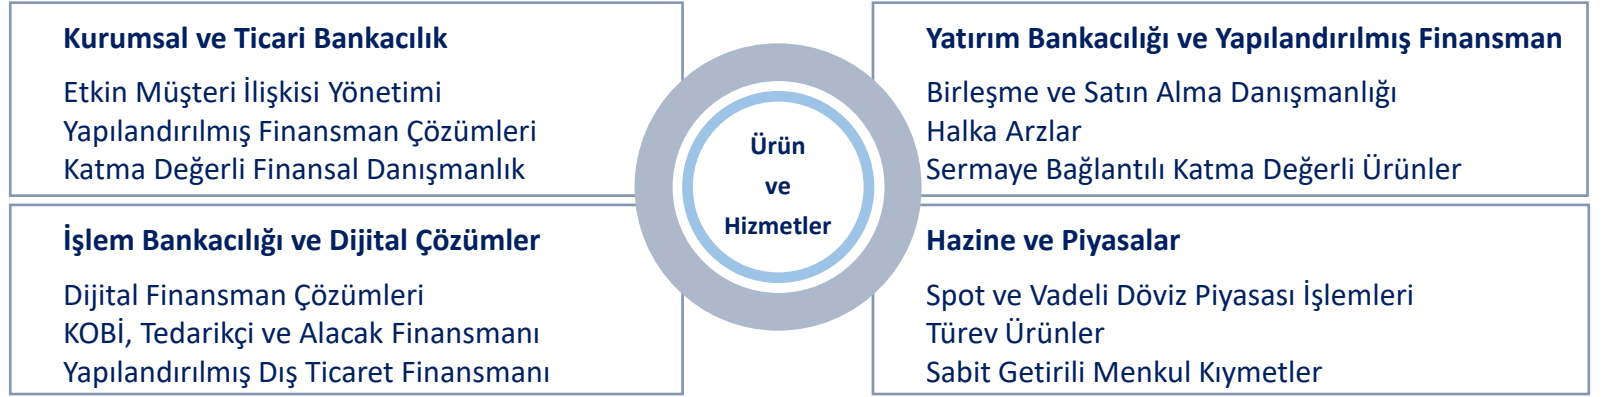 Kurumsal ve Ticari Bankacılık
Etkin Müşteri İlişkisi Yönetimi
Yapılandırılmış Finansman Çözümleri
Katma Değerli Finansal Danışmanlık
Yatırım Bankacılığı ve Yapılandırılmış Finansman
Birleşme ve Satın Alma Danışmanlığı
Halka Arzlar
Sermaye Bağlantılı Katma Değerli Ürünler
Ürün
ve
Hizmetler
İşlem Bankacılığı ve Dijital Çözümler
Dijital Finansman Çözümleri
KOBİ, Tedarikçi ve Alacak Finansmanı
Yapılandırılmış Dış Ticaret Finansmanı
Hazine ve Piyasalar
Spot ve Vadeli Döviz Piyasası İşlemleri
Türev Ürünler
Sabit Getirili Menkul Kıymetler